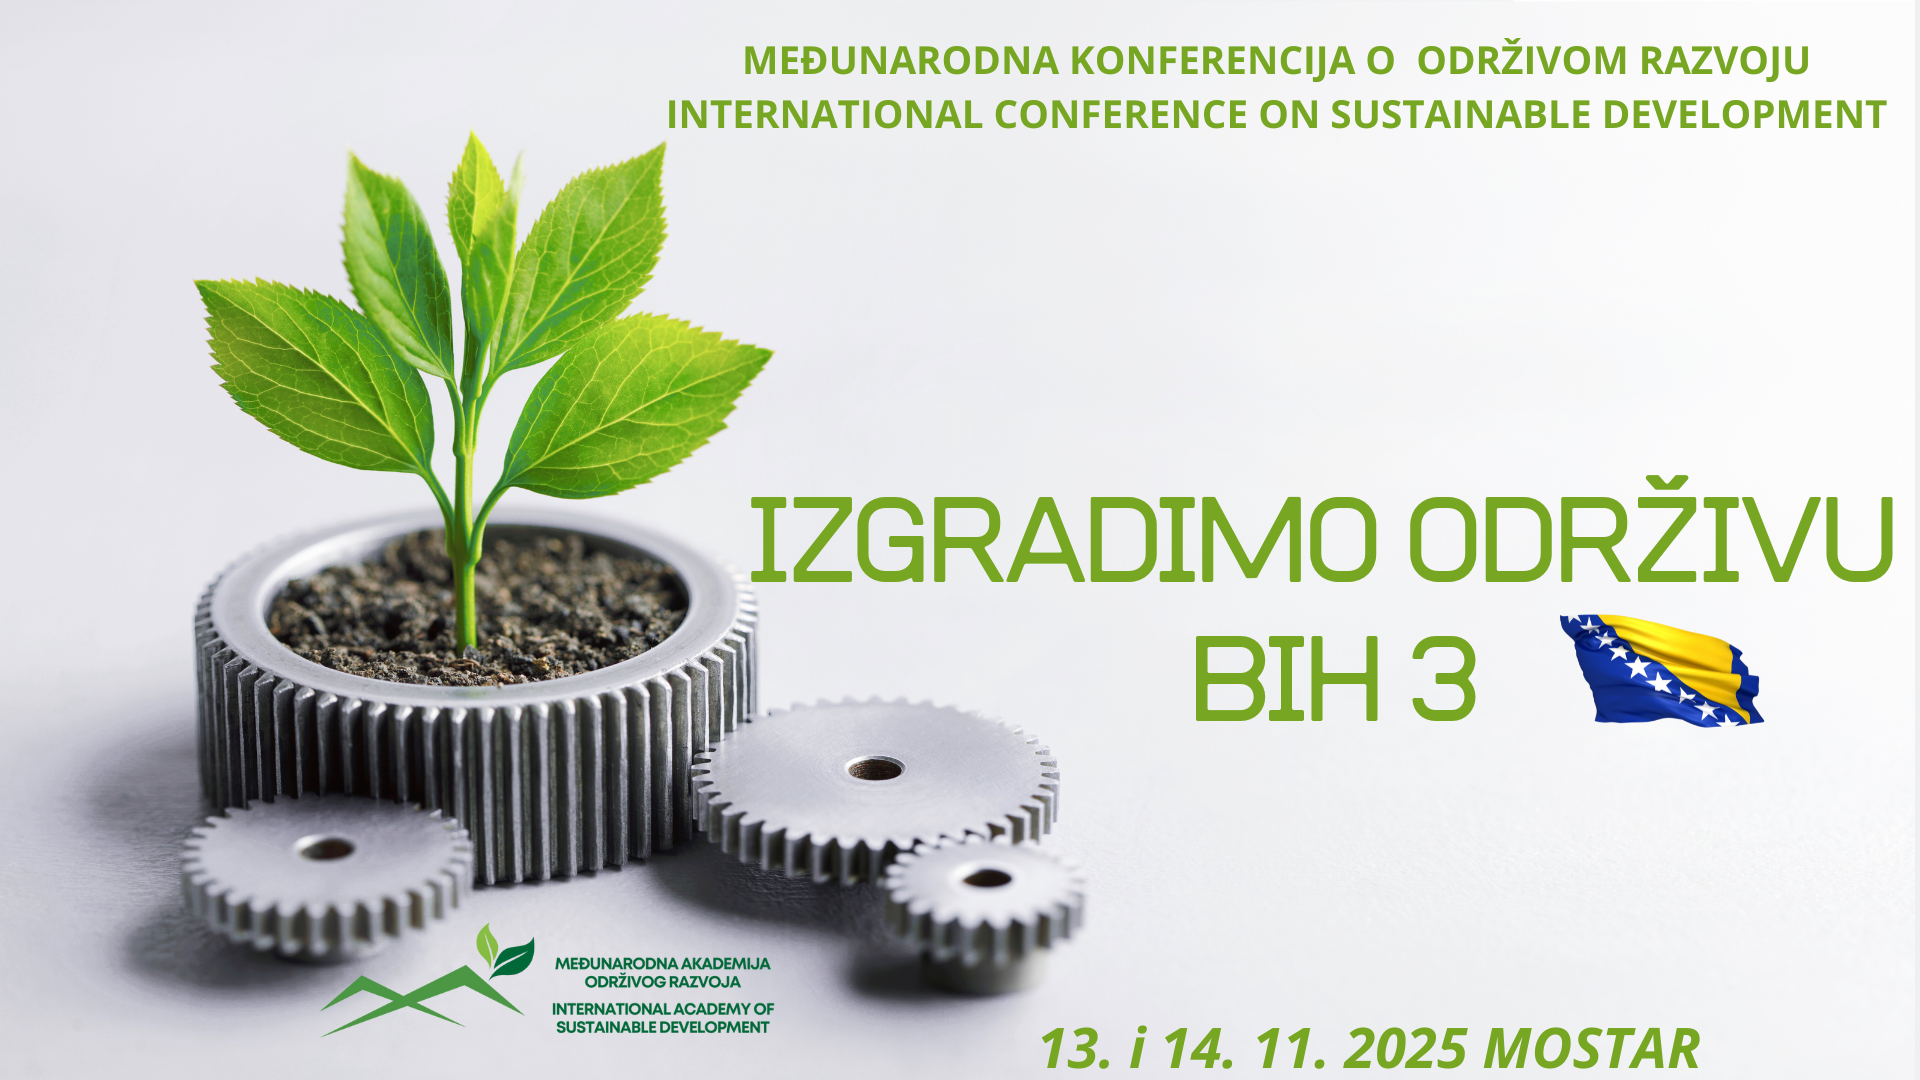 MEĐUNARODNA KONFERENCIJA O ODRŽIVOM RAZVOJU
INTERNATIONAL CONFERENCE ON SUSTAINABLE DEVELOPMENT
IZGRADIMO ODRŽIVU
BIH 3
MEĐUNARODNA AKADEMIJA
ODRŽIVOG RAZVOJA
INTERNATIONAL ACADEMY OF
SUSTAINABLE DEVELOPMENT
13. i 14. 11. 2025 MOSTAR